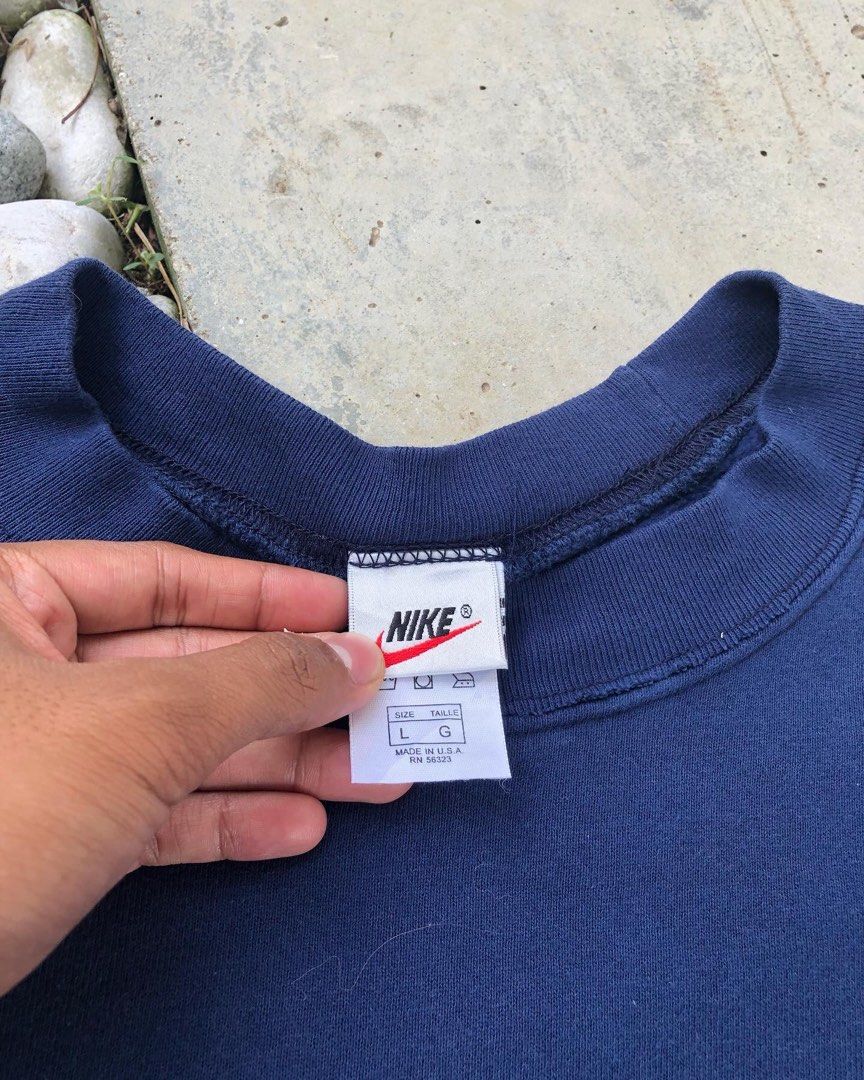 NIKE ®
SIZE TAILLE
L G
MADE IN U.S.A.
RN 56323